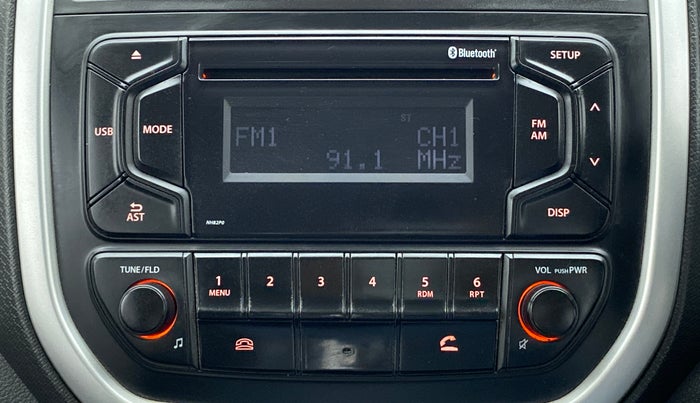 Bluetooth
SETUP
USB
MODE
ST
FM1
CH1
91.1 MHz
FM
AM
AST
NH82P0
DISP
TUNE/FLD
1
MENU
2
3
4
5
RDM
6
RPT
VOL PUSH PWR